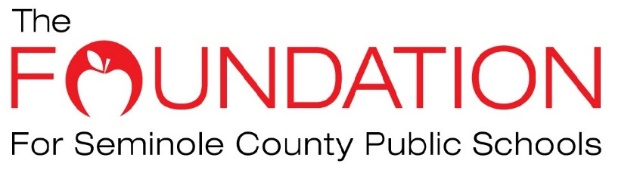 The
FOUNDATION
For Seminole County Public Schools